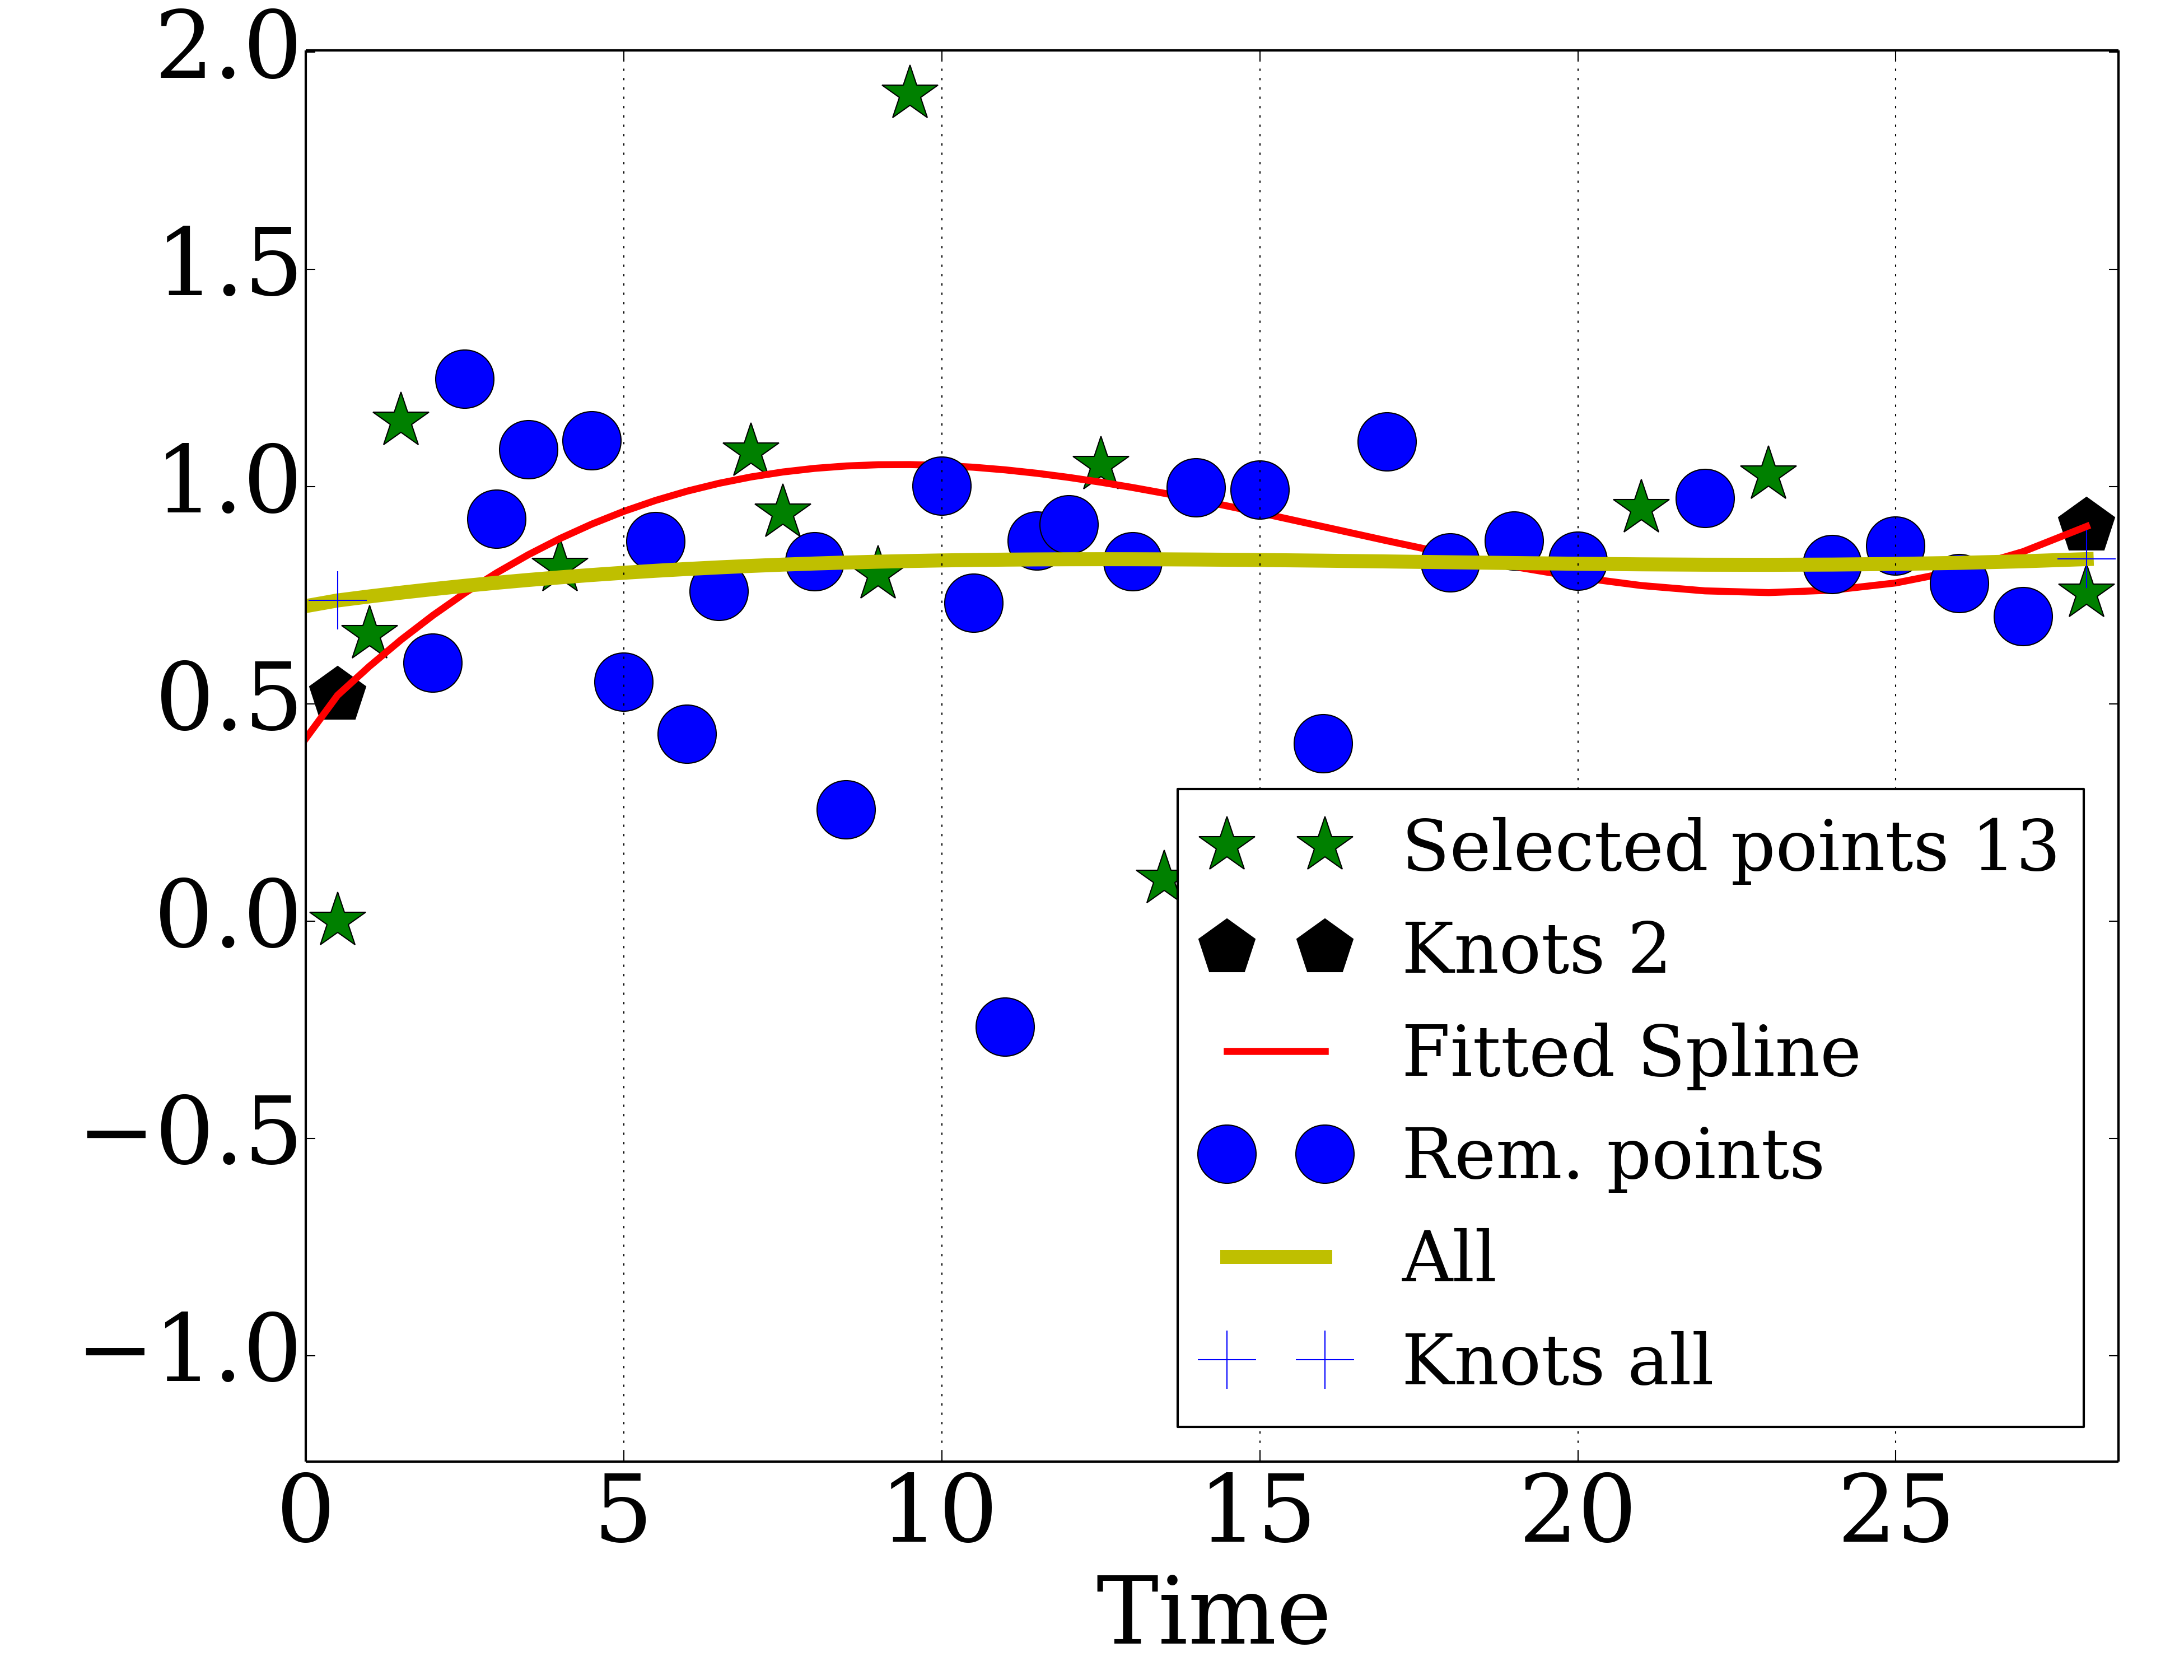 2.0
1.5
1.0
0.5
0.0
−0.5
−1.0
0 5 10 15 20 25
Time
Selected points 13
Knots 2
Fitted Spline
Rem. points
All
Knots all